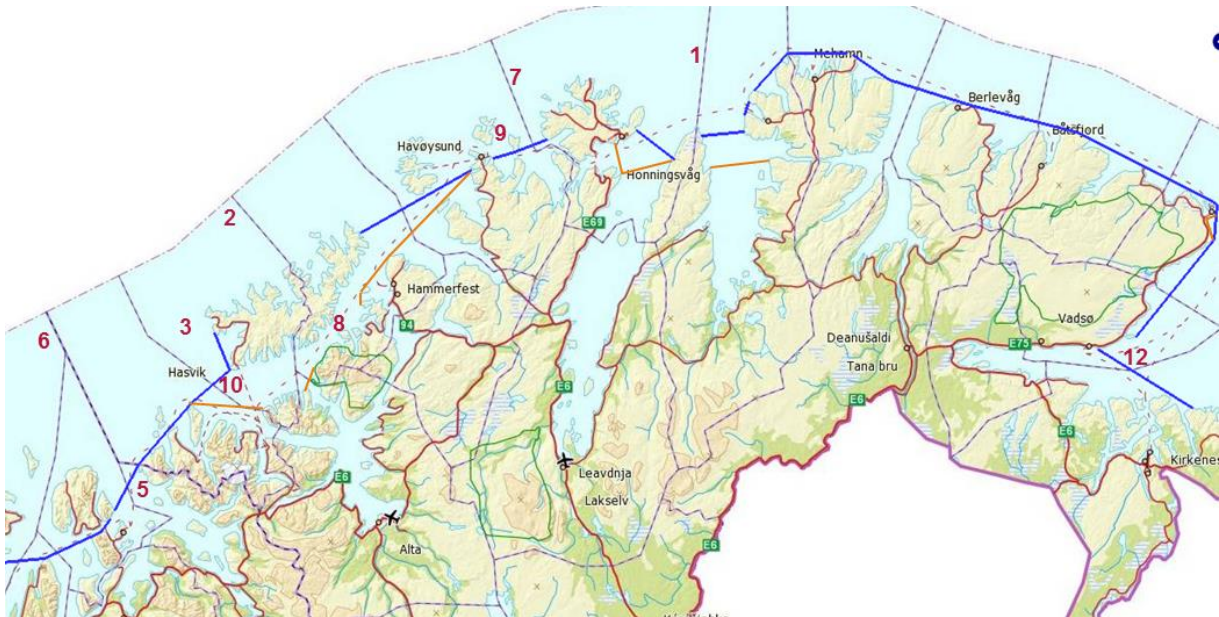 1
Mehamn
7
Berlevåg
Båtsfjord
9
Havøysund
Honningsvåg
2
E69
Hammerfest
3
8
94
Vadsø
6
E75
Deanušaldi
12
Hasvik
Tana bru
10
E6
E6
E6
Kirkenes
Leavdnja
E6
5
Lakselv
Alta
E6